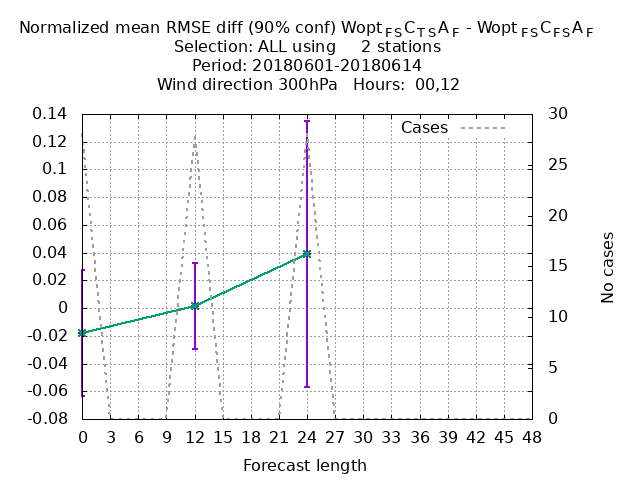 Normalized mean RMSE diff (90% conf) Wopt FS C T S A F - Wopt FS C F S A F
Selection: ALL using 2 stations
Period: 20180601-20180614
Wind direction 300hPa Hours: 00,12
Cases
0.14
0.12
0.1
0.08
0.06
0.04
0.02
0
-0.02
-0.04
-0.06
-0.08
30
25
20
15
10
5
0
No cases
0 3 6 9 12 15 18 21 24 27 30 33 36 39 42 45 48
Forecast length